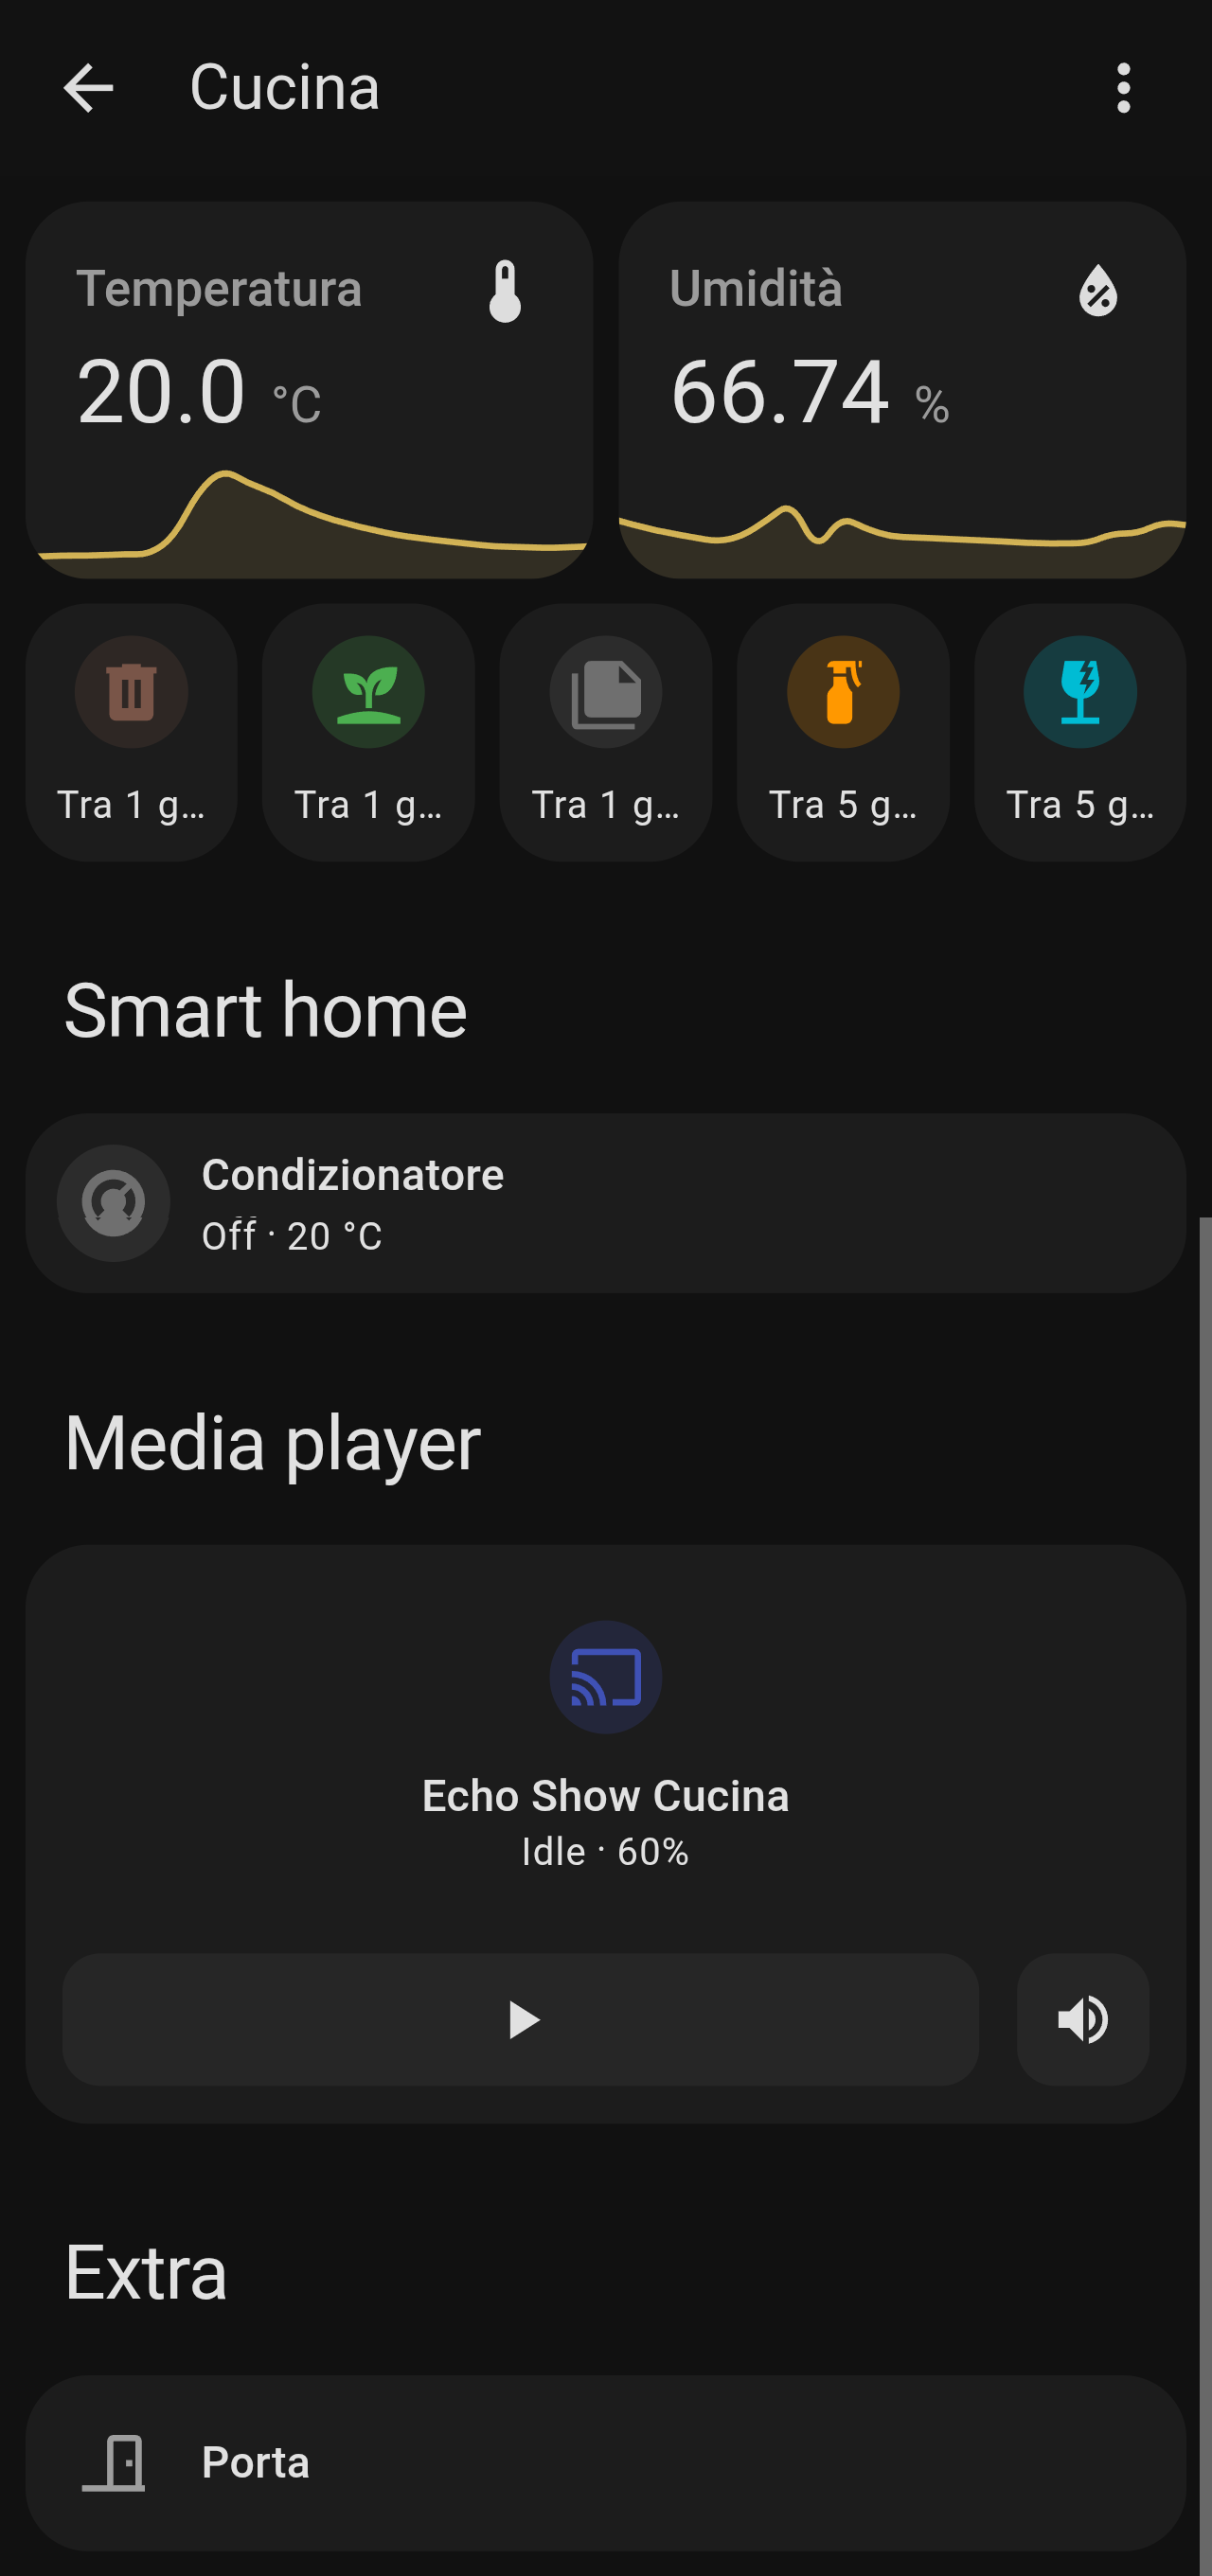 Cucina
Temperatura
20.0 °C
Umidità
66.74 %
Tra 1 g...
Tra 1 g...
Tra 1 g...
Tra 5 g...
Tra 5 g...
Smart home
Condizionatore
Off · 20 °C
Media player
Echo Show Cucina
Idle · 60%
Extra
Porta